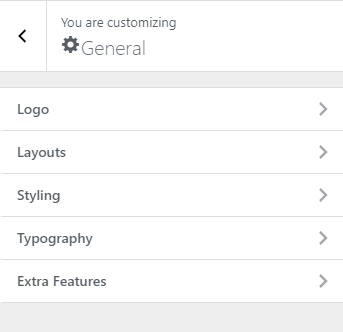 You are customizing
General
Logo
Layouts
Styling
Typography
Extra Features